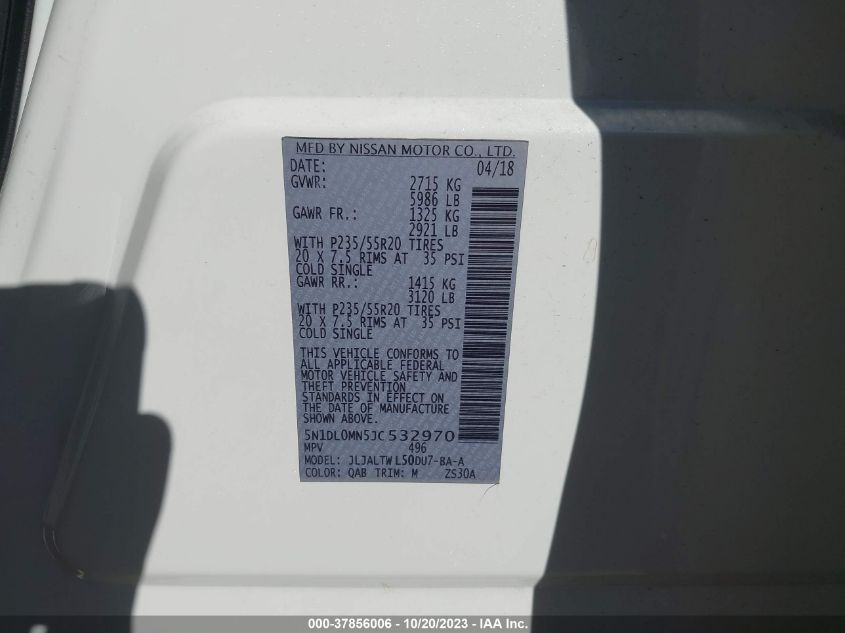 MFD BY NISSAN MOTOR CO., LTD.
DATE: 04/18
GVWR: 2715 KG
5986 LB
GAWR FR.: 1325 KG
2921 LB
WITH P235/55R20 TIRES
20 X 7.5 RIMS AT 35 PSI
COLD SINGLE
GAWR RR.: 1415 KG
3120 LB
WITH P235/55R20 TIRES
20 X 7.5 RIMS AT 35 PSI
COLD SINGLE
THIS VEHICLE CONFORMS TO
ALL APPLICABLE FEDERAL
MOTOR VEHICLE SAFETY AND
THEFT PREVENTION
STANDARDS IN EFFECT ON
THE DATE OF MANUFACTURE
5N1DL0MN5JC532970
MPV 496
MODEL: JLJALTWL50DU7-BA-A
COLOR: QAB TRIM: M ZS30A
000-37856006 - 10/20/2023 - IAA Inc.